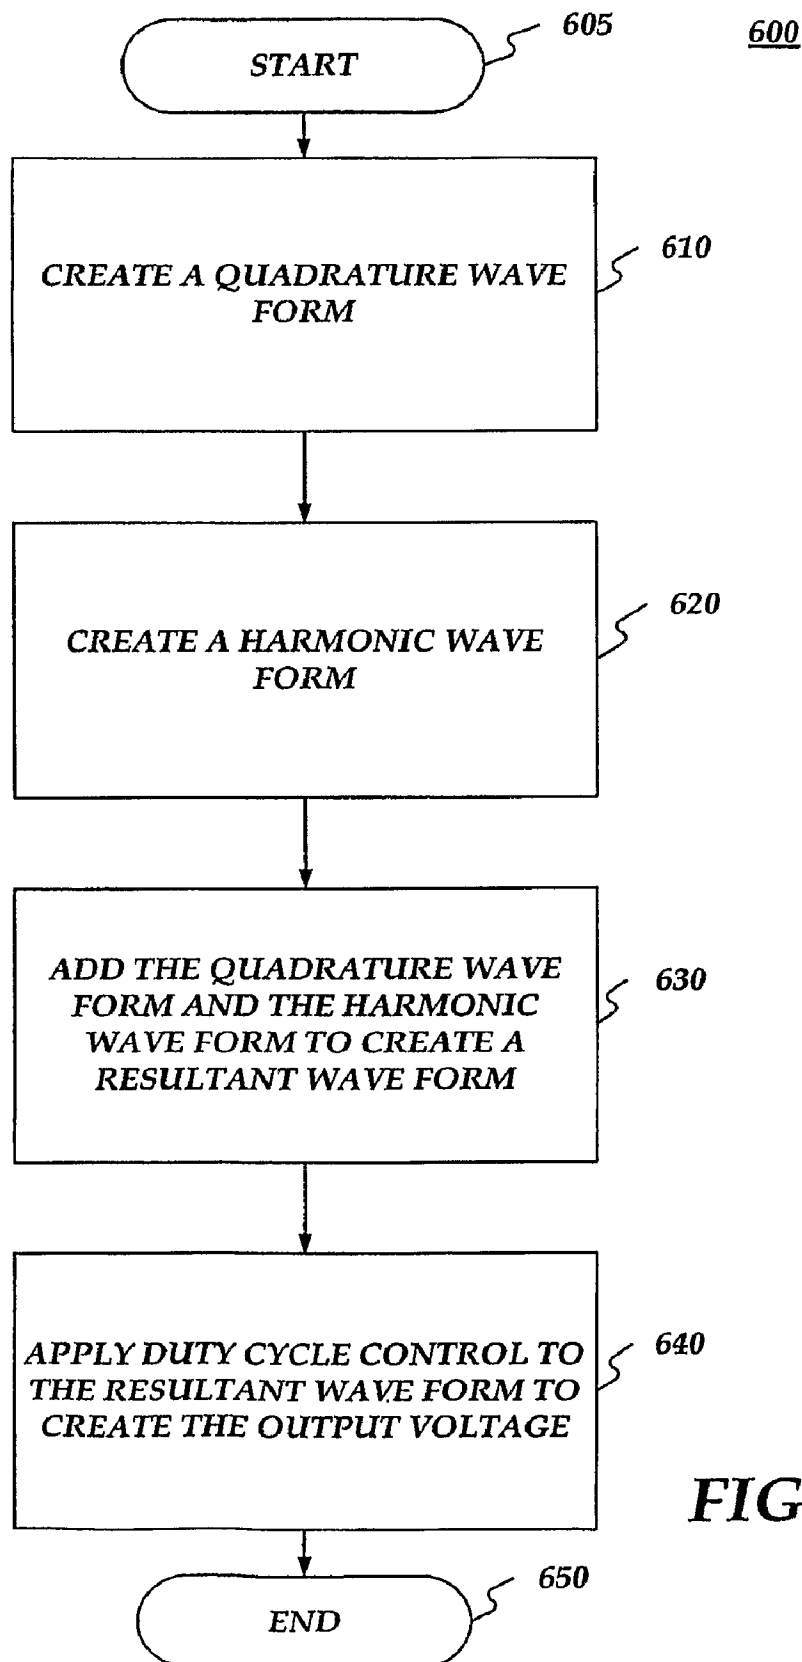 605
600
START
610
CREATE A QUADRATURE WAVE
FORM
620
CREATE A HARMONIC WAVE
FORM
630
ADD THE QUADRATURE WAVE
FORM AND THE HARMONIC
WAVE FORM TO CREATE A
RESULTANT WAVE FORM
640
APPLY DUTY CYCLE CONTROL TO
THE RESULTANT WAVE FORM TO
CREATE THE OUTPUT VOLTAGE
FIG
650
END